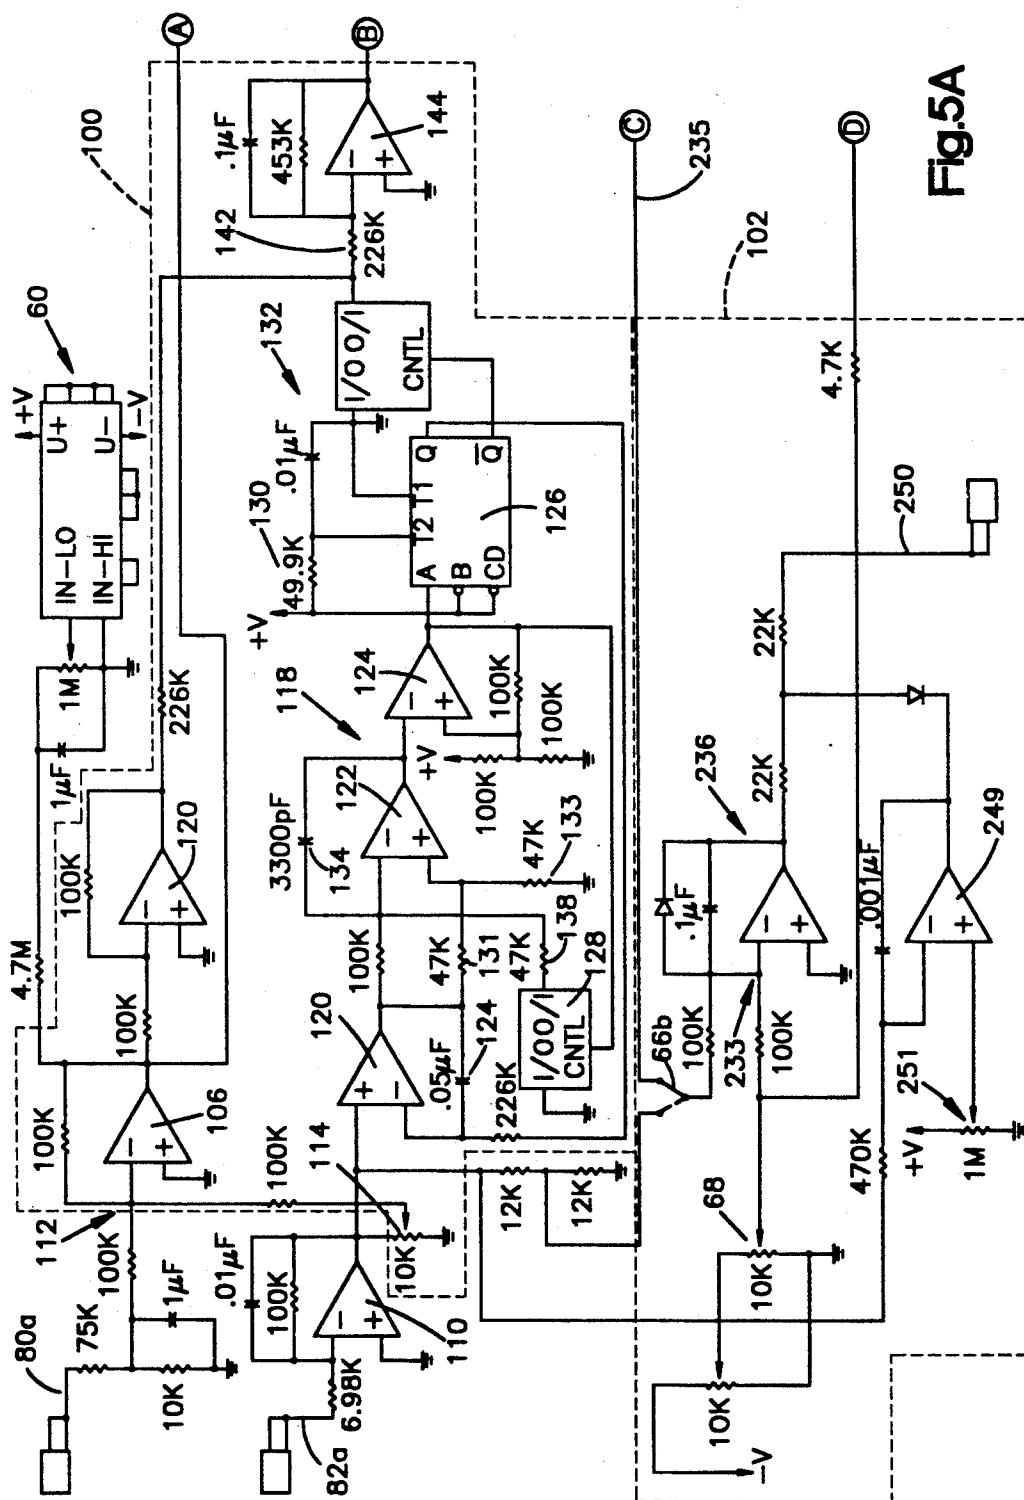 80a
75K
10K
1µF
100K
112
100K
106
4.7M
100K
100K
120
1µF
1M
IN-LO
IN-HI
U+
U-
+V
-V
60
226K
100
A
82a
6.98K
.01µF
100K
110
10K
114
100K
120
.05µF
124
226K
100K
47K
131
47K
138
I/O O/I
CNTL
128
3300pF
134
122
47K
133
118
+V
100K
100K
100K
124
+V
49.9K
130
.01µF
132
T2
T1
A
B
CD
Q
Q
126
I/O O/I
CNTL
142
226K
.1µF
453K
144
B
12K
12K
66b
C
235
102
-V
10K
68
10K
100K
233
100K
.1µF
236
22K
22K
250
4.7K
D
470K
.001µF
249
251
+V
1M
Fig.5A